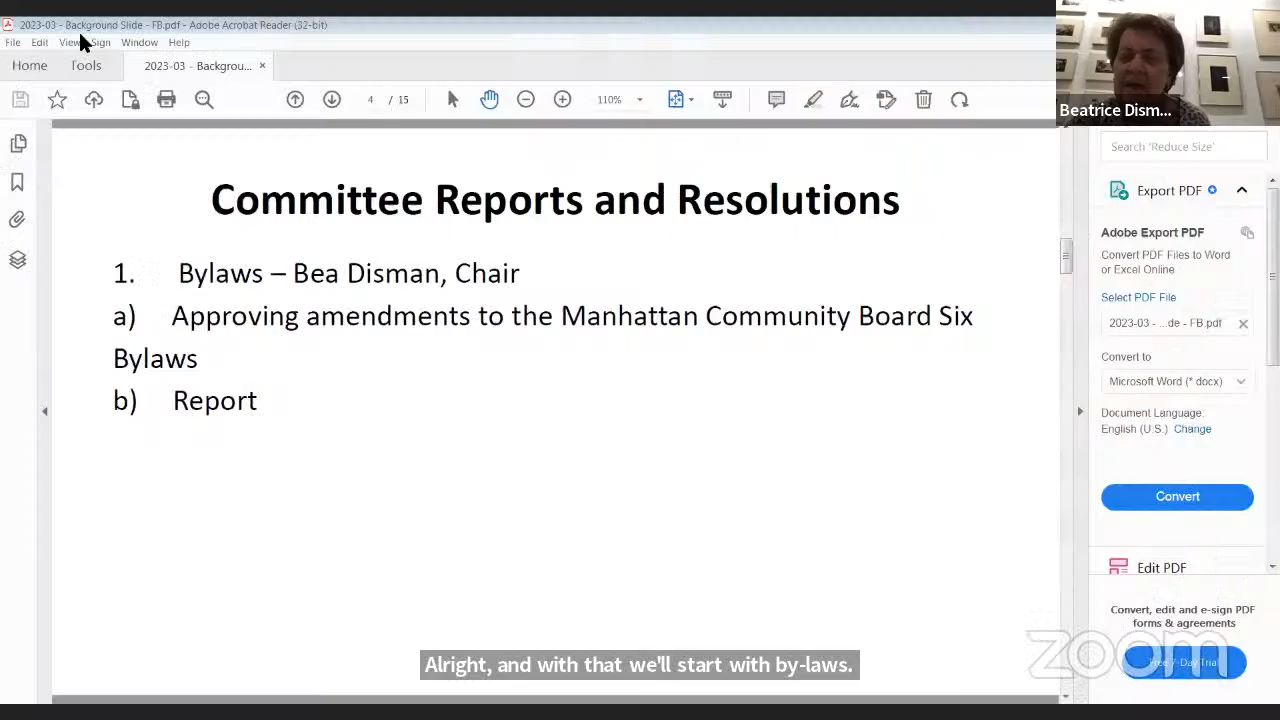 2023-03 - Background Slide - FB.pdf - Adobe Acrobat Reader (32-bit)
File Edit View Sign Window Help
Home Tools 2023-03 - Backgrou... ×
4 / 15 110%
Beatrice Dism...
Search 'Reduce Size'
Export PDF
Adobe Export PDF
Convert PDF Files to Word
or Excel Online
Select PDF File
2023-03 - ...de - FB.pdf
Convert to
Microsoft Word (*.docx)
Document Language:
English (U.S.) Change
Convert
Edit PDF
Convert, edit and e-sign PDF
forms & agreements
Free 7-Day Trial
zoom
Committee Reports and Resolutions
1. Bylaws – Bea Disman, Chair
a) Approving amendments to the Manhattan Community Board Six
Bylaws
b) Report
Alright, and with that we'll start with by-laws.